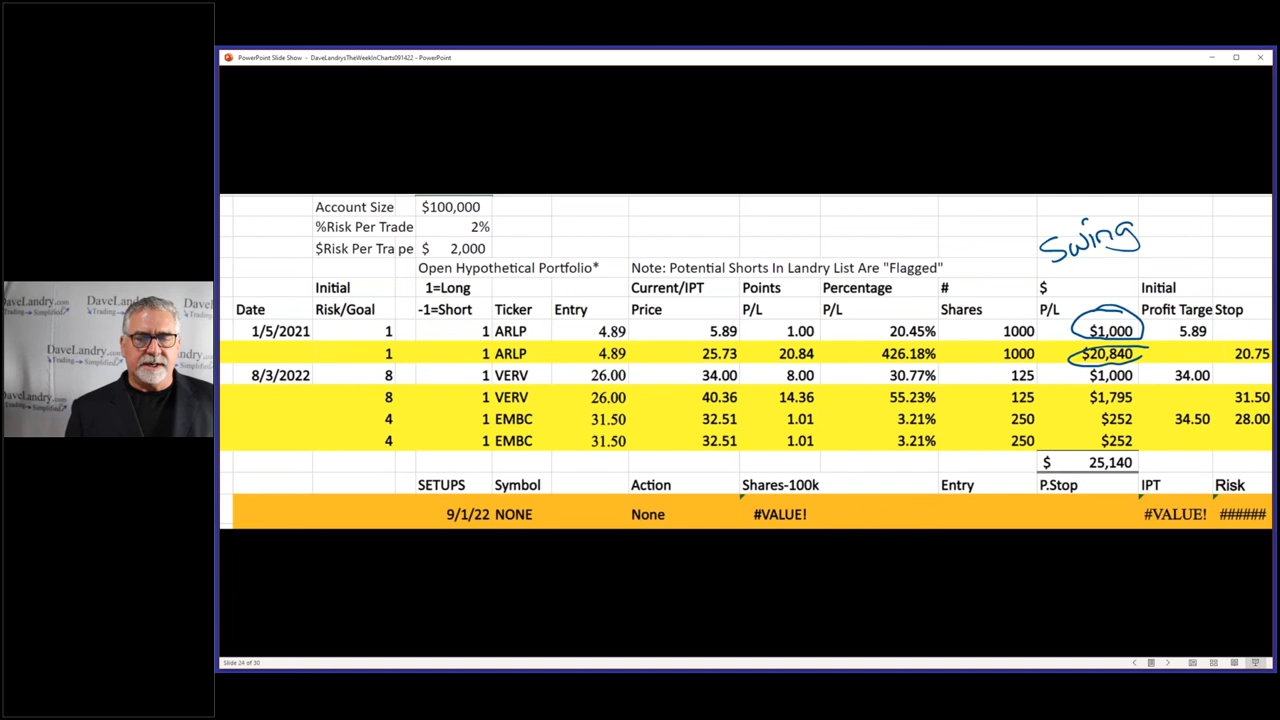 PowerPoint Slide Show - DaveLandrysTheWeekInCharts091422 - PowerPoint
Account Size $100,000
%Risk Per Trade 2%
$Risk Per Tra pe $ 2,000
Swing
Open Hypothetical Portfolio* Note: Potential Shorts In Landry List Are "Flagged"
Initial 1=Long Current/IPT Points Percentage # $ Initial
Date Risk/Goal -1=Short Ticker Entry Price P/L P/L Shares P/L Profit Targe Stop
1/5/2021 1 1 ARLP 4.89 5.89 1.00 20.45% 1000 $1,000 5.89
1 1 ARLP 4.89 25.73 20.84 426.18% 1000 $20,840 20.75
8/3/2022 8 1 VERV 26.00 34.00 8.00 30.77% 125 $1,000 34.00
8 1 VERV 26.00 40.36 14.36 55.23% 125 $1,795 31.50
4 1 EMBC 31.50 32.51 1.01 3.21% 250 $252 34.50 28.00
4 1 EMBC 31.50 32.51 1.01 3.21% 250 $252
$ 25,140
SETUPS Symbol Action Shares-100k Entry P.Stop IPT Risk
9/1/22 NONE None #VALUE! #VALUE! ######
DaveLandry.com
Trading Simplified
Slide 24 of 30